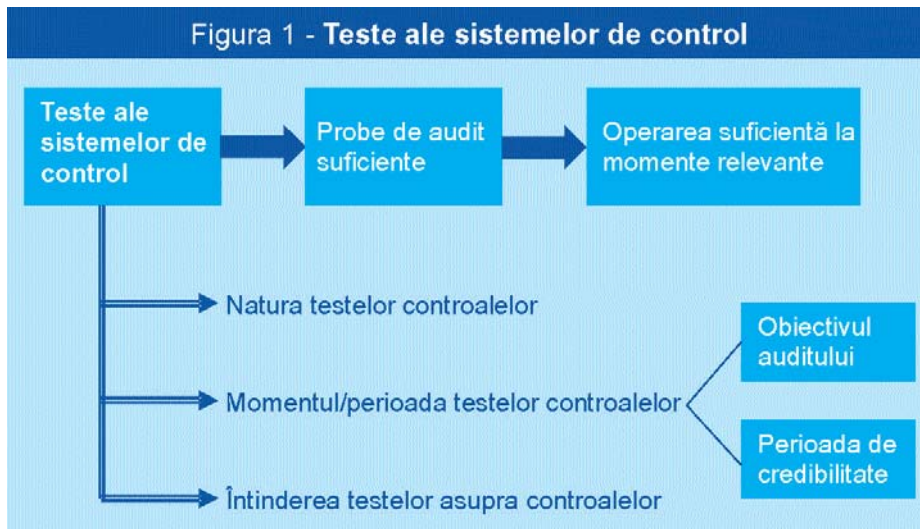 Figura 1 - Teste ale sistemelor de control
Teste ale
sistemelor de
control
Probe de audit
suficiente
Operarea suficientă la
momente relevante
Natura testelor controalelor
Momentul/perioada testelor controalelor
Obiectivul
auditului
Perioada de
credibilitate
Întinderea testelor asupra controalelor